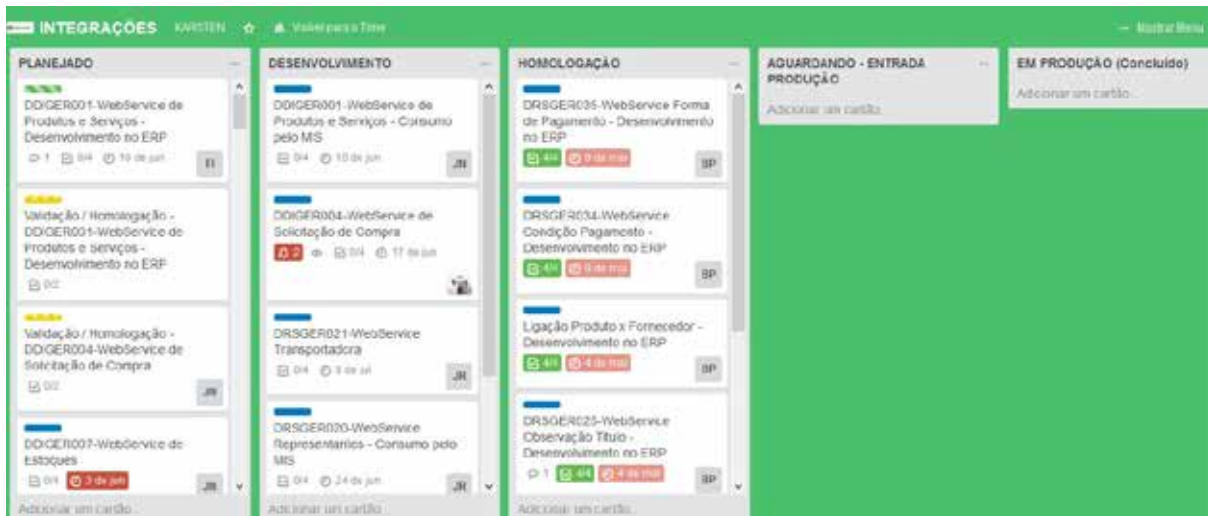 INTEGRAÇÕES KARSTEN Visível para o Time Mostrar Menu
PLANEJADO
DDIGER001-WebService de
Produtos e Serviços -
Desenvolvimento no ERP
1 0/4 10 de jun
Validação / Homologação -
DDIGER001-WebService de
Produtos e Serviços -
Desenvolvimento no ERP
0/2
Validação / Homologação -
DDIGER004-WebService de
Solicitação de Compra
0/2
DDIGER007-WebService de
Estoques
0/4 3 de jun
JR
Adicionar um cartão...
DESENVOLVIMENTO
DDIGER001-WebService de
Produtos e Serviços - Consumo
pelo MIS
0/4 10 de jun
JN
DDIGER004-WebService de
Solicitação de Compra
2 0/4 17 de jun
DRSGER021-WebService
Transportadora
0/4
JR
DRSGER020-WebService
Representantes - Consumo pelo
MIS
0/4 24 de jun
JR
Adicionar um cartão...
HOMOLOGAÇÃO
DRSGER035-WebService Forma
de Pagamento - Desenvolvimento
no ERP
4/4 9 de mai
BP
DRSGER034-WebService
Condição Pagamento -
Desenvolvimento no ERP
4/4 9 de mai
BP
Ligação Produto x Fornecedor -
Desenvolvimento no ERP
4/4 4 de mai
BP
DRSGER025-WebService
Observação Título -
Desenvolvimento no ERP
1 4/4 4 de mai
BP
Adicionar um cartão...
AGUARDANDO - ENTRADA
PRODUÇÃO
Adicionar um cartão...
EM PRODUÇÃO (Concluído)
Adicionar um cartão...